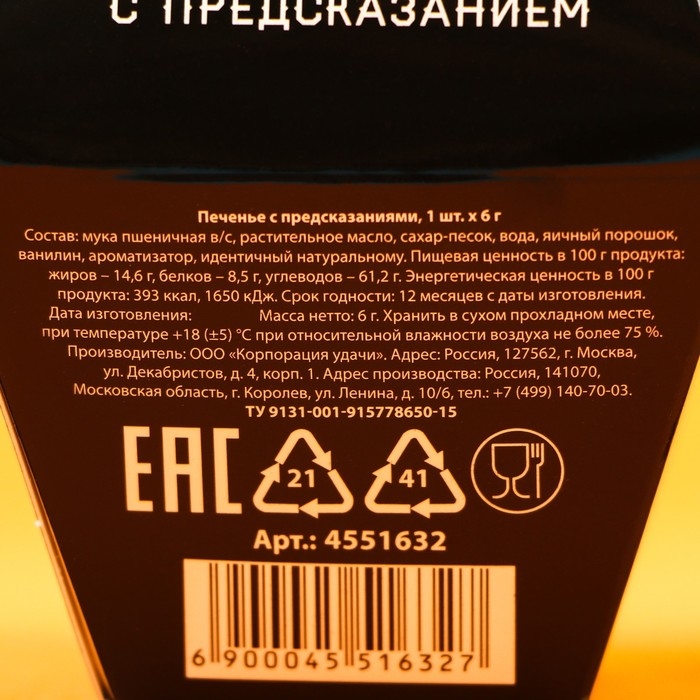 С ПРЕДСКАЗАНИЕМ
Печенье с предсказаниями, 1 шт. х 6 г
Состав: мука пшеничная в/с, растительное масло, сахар-песок, вода, яичный порошок,
ванилин, ароматизатор, идентичный натуральному. Пищевая ценность в 100 г продукта:
жиров – 14,6 г, белков – 8,5 г, углеводов – 61,2 г. Энергетическая ценность в 100 г
продукта: 393 ккал, 1650 кДж. Срок годности: 12 месяцев с даты изготовления.
Дата изготовления: Масса нетто: 6 г. Хранить в сухом прохладном месте,
при температуре +18 (±5) °С при относительной влажности воздуха не более 75 %.
Производитель: ООО «Корпорация удачи». Адрес: Россия, 127562, г. Москва,
ул. Декабристов, д. 4, корп. 1. Адрес производства: Россия, 141070,
Московская область, г. Королев, ул. Ленина, д. 10/6, тел.: +7 (499) 140-70-03.
ТУ 9131-001-915778650-15
ЕАС 21 41
Арт.: 4551632
6 900045 516327